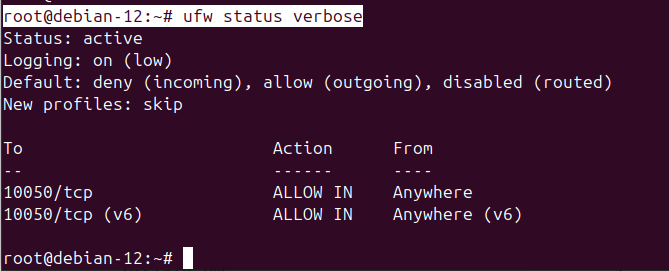 root@debian-12:~# ufw status verbose
Status: active
Logging: on (low)
Default: deny (incoming), allow (outgoing), disabled (routed)
New profiles: skip

To                         Action      From
--                         ------      ----
10050/tcp                  ALLOW IN    Anywhere
10050/tcp (v6)             ALLOW IN    Anywhere (v6)

root@debian-12:~#